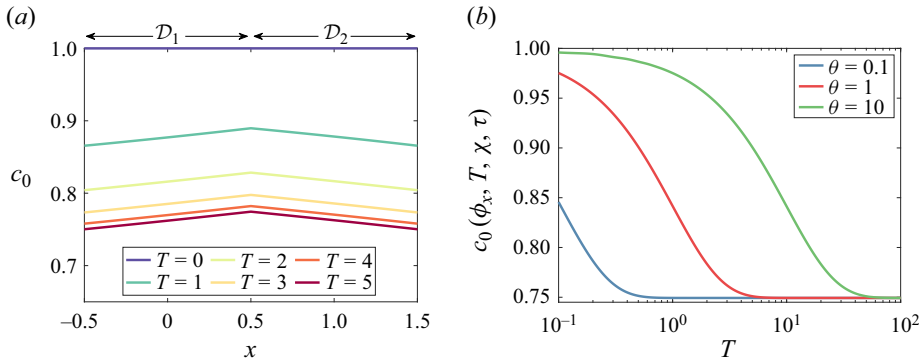 (a)
𝒟1 𝒟2
1.0
0.9
0.8
0.7
c0
T = 0 T = 2 T = 4
T = 1 T = 3 T = 5
−0.5 0 0.5 1.0 1.5
x
(b)
1.00
0.95
0.90
0.85
0.80
0.75
c0 (ϕx, T, χ, τ)
θ = 0.1
θ = 1
θ = 10
10−1 100 101 102
T